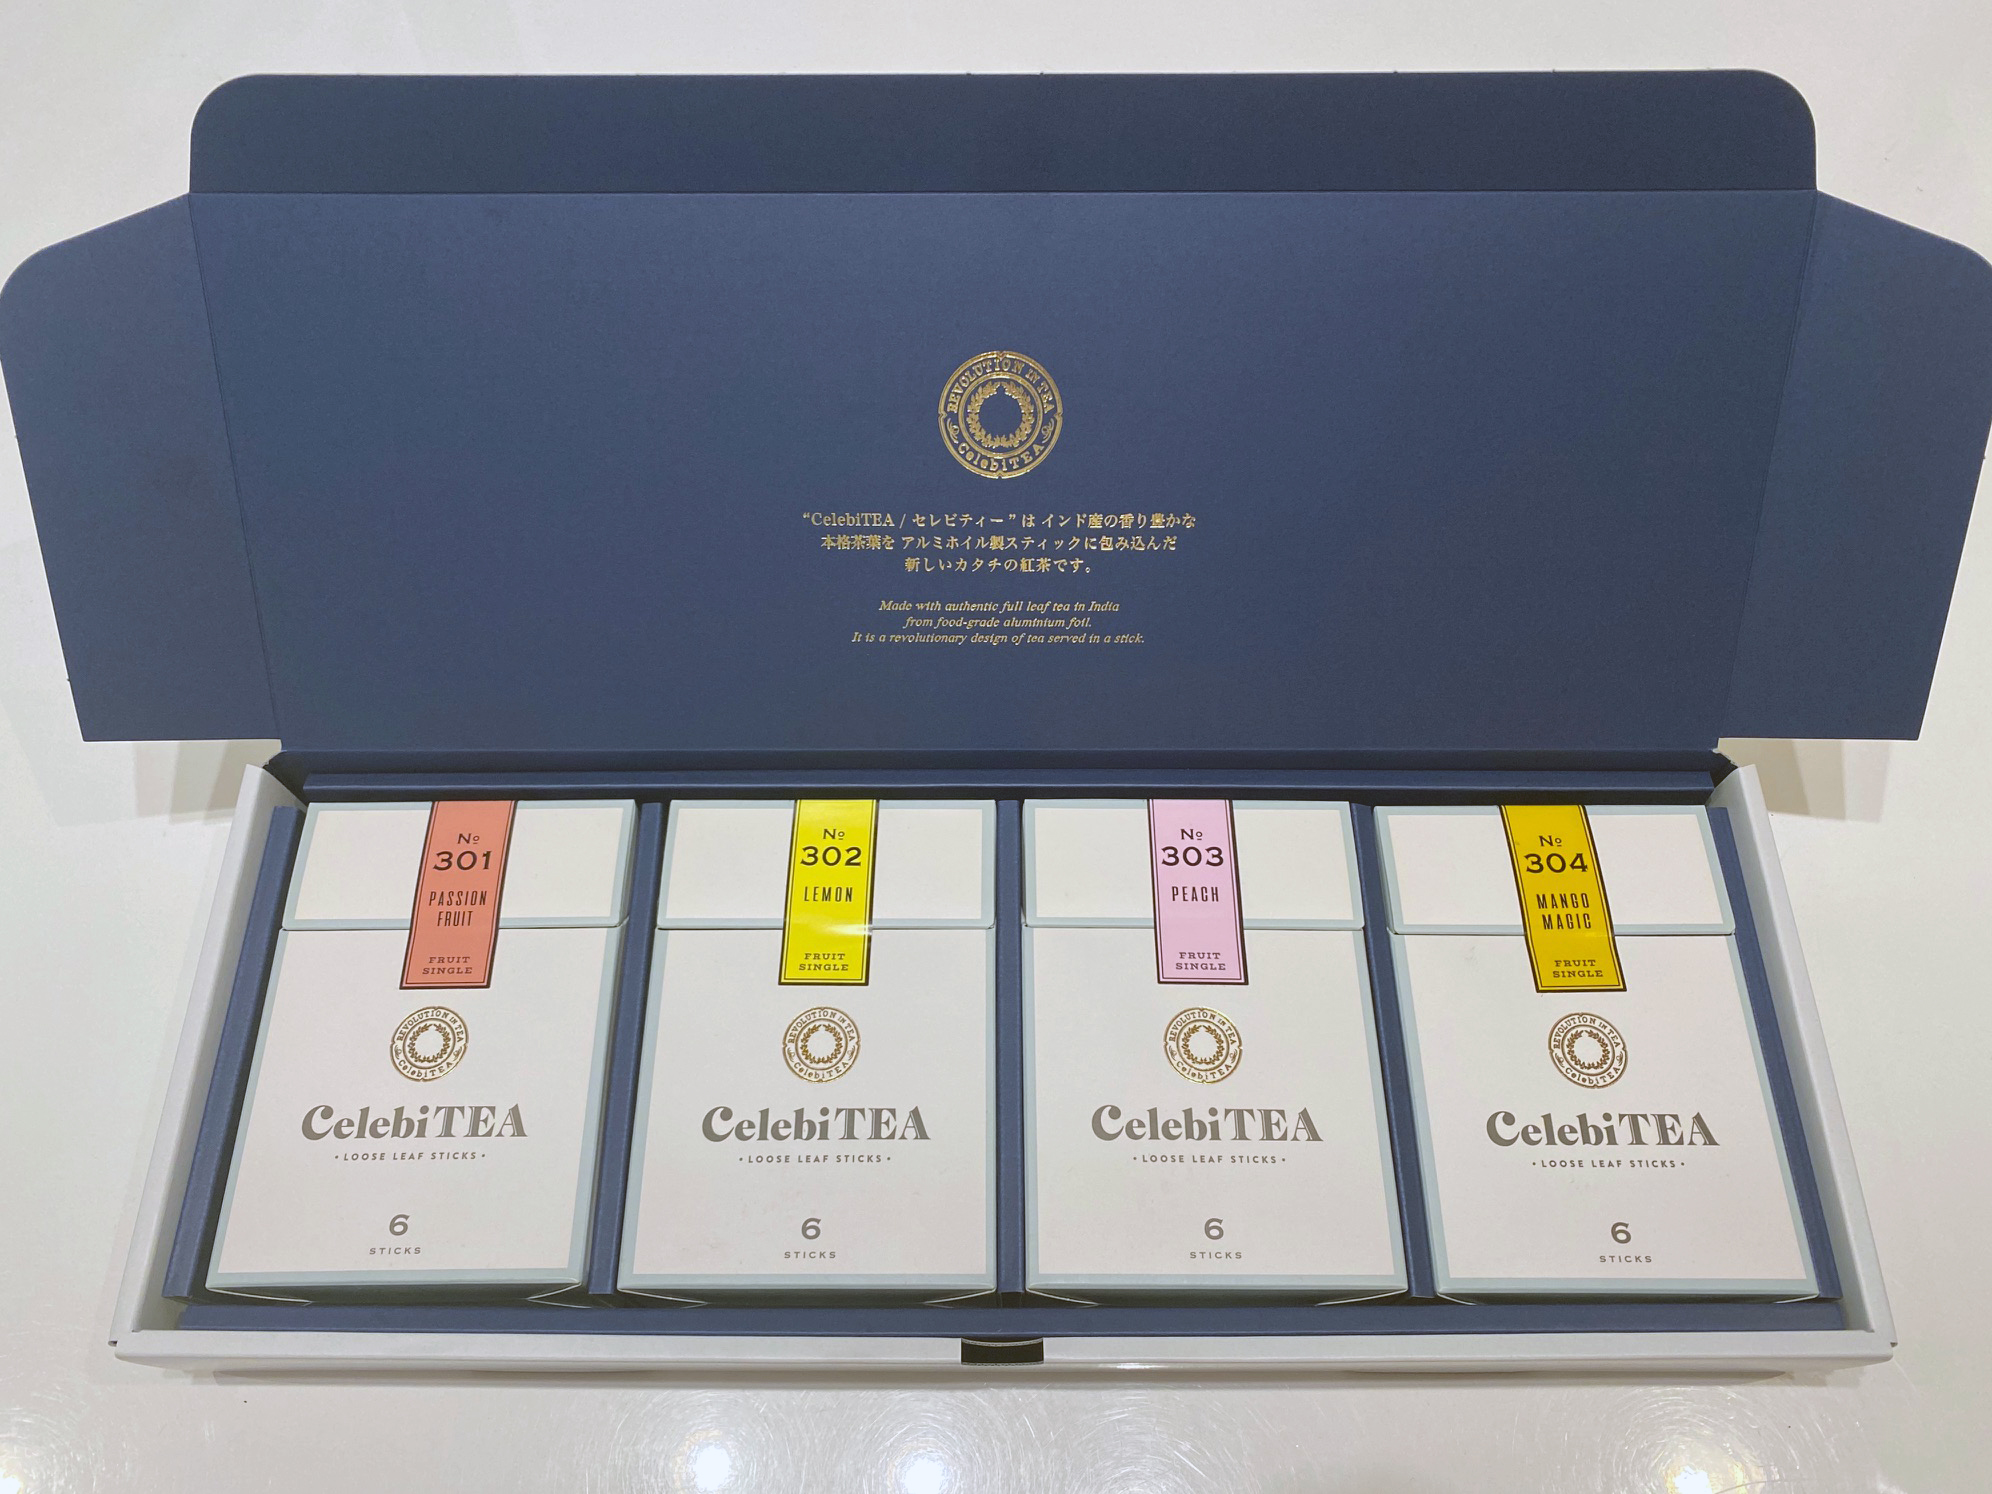 REVOLUTION IN TEA
CelebiTEA
“CelebiTEA / セレビティー ” は インド産の香り豊かな
本格茶葉を アルミホイル製スティックに包み込んだ
新しいカタチの紅茶です。
Made with authentic full leaf tea in India
from food-grade aluminium foil.
It is a revolutionary design of tea served in a stick.
Nº
301
PASSION
FRUIT
FRUIT
SINGLE
REVOLUTION IN TEA
CelebiTEA
CelebiTEA
• LOOSE LEAF STICKS •
6
STICKS
Nº
302
LEMON
FRUIT
SINGLE
REVOLUTION IN TEA
CelebiTEA
CelebiTEA
• LOOSE LEAF STICKS •
6
STICKS
Nº
303
PEACH
FRUIT
SINGLE
REVOLUTION IN TEA
CelebiTEA
CelebiTEA
• LOOSE LEAF STICKS •
6
STICKS
Nº
304
MANGO
MAGIC
FRUIT
SINGLE
REVOLUTION IN TEA
CelebiTEA
CelebiTEA
• LOOSE LEAF STICKS •
6
STICKS